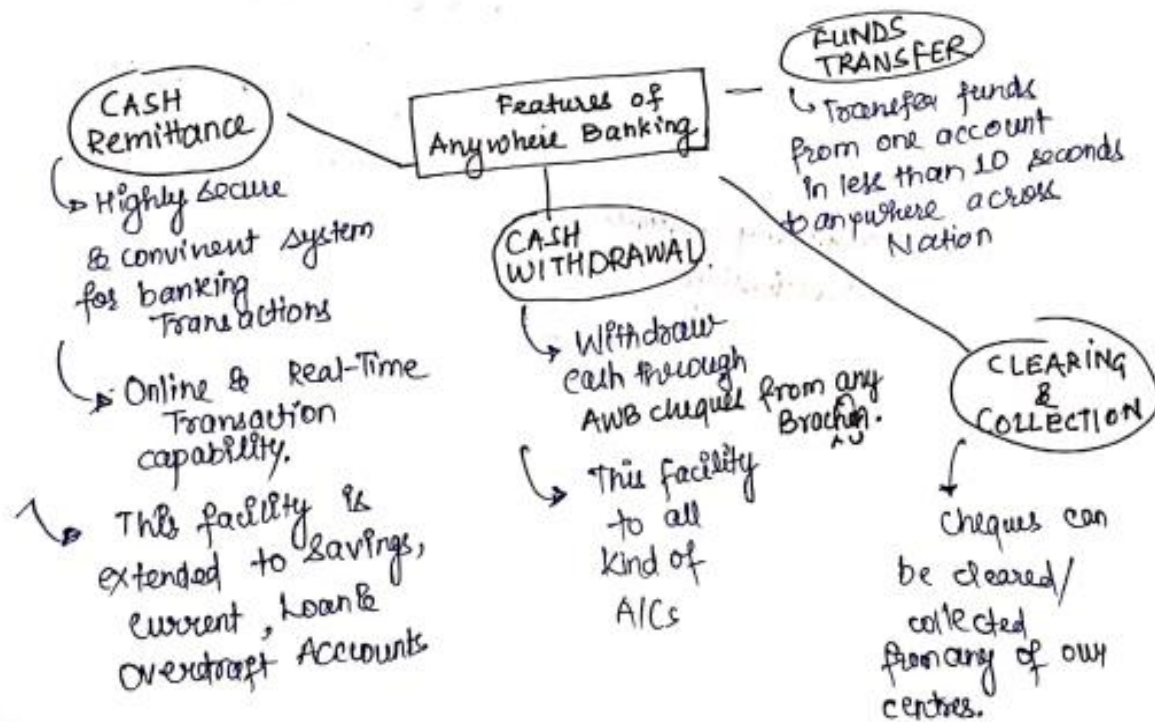 Features of
Anywhere Banking
CASH
Remittance
Highly secure
& convinent system
for banking
Transactions
Online & Real-Time
Transaction
capability.
This facility is
extended to Savings,
current, Loan &
overdraft Accounts
CASH
WITHDRAWAL.
Withdraw
cash through
AWB cheques from any
Branch.
This facility
to all
kind of
A/Cs
FUNDS
TRANSFER
Transfer funds
from one account
in less than 10 seconds
to anywhere across
Nation
CLEARING
&
COLLECTION
Cheques can
be cleared/
collected
from any of our
centres.